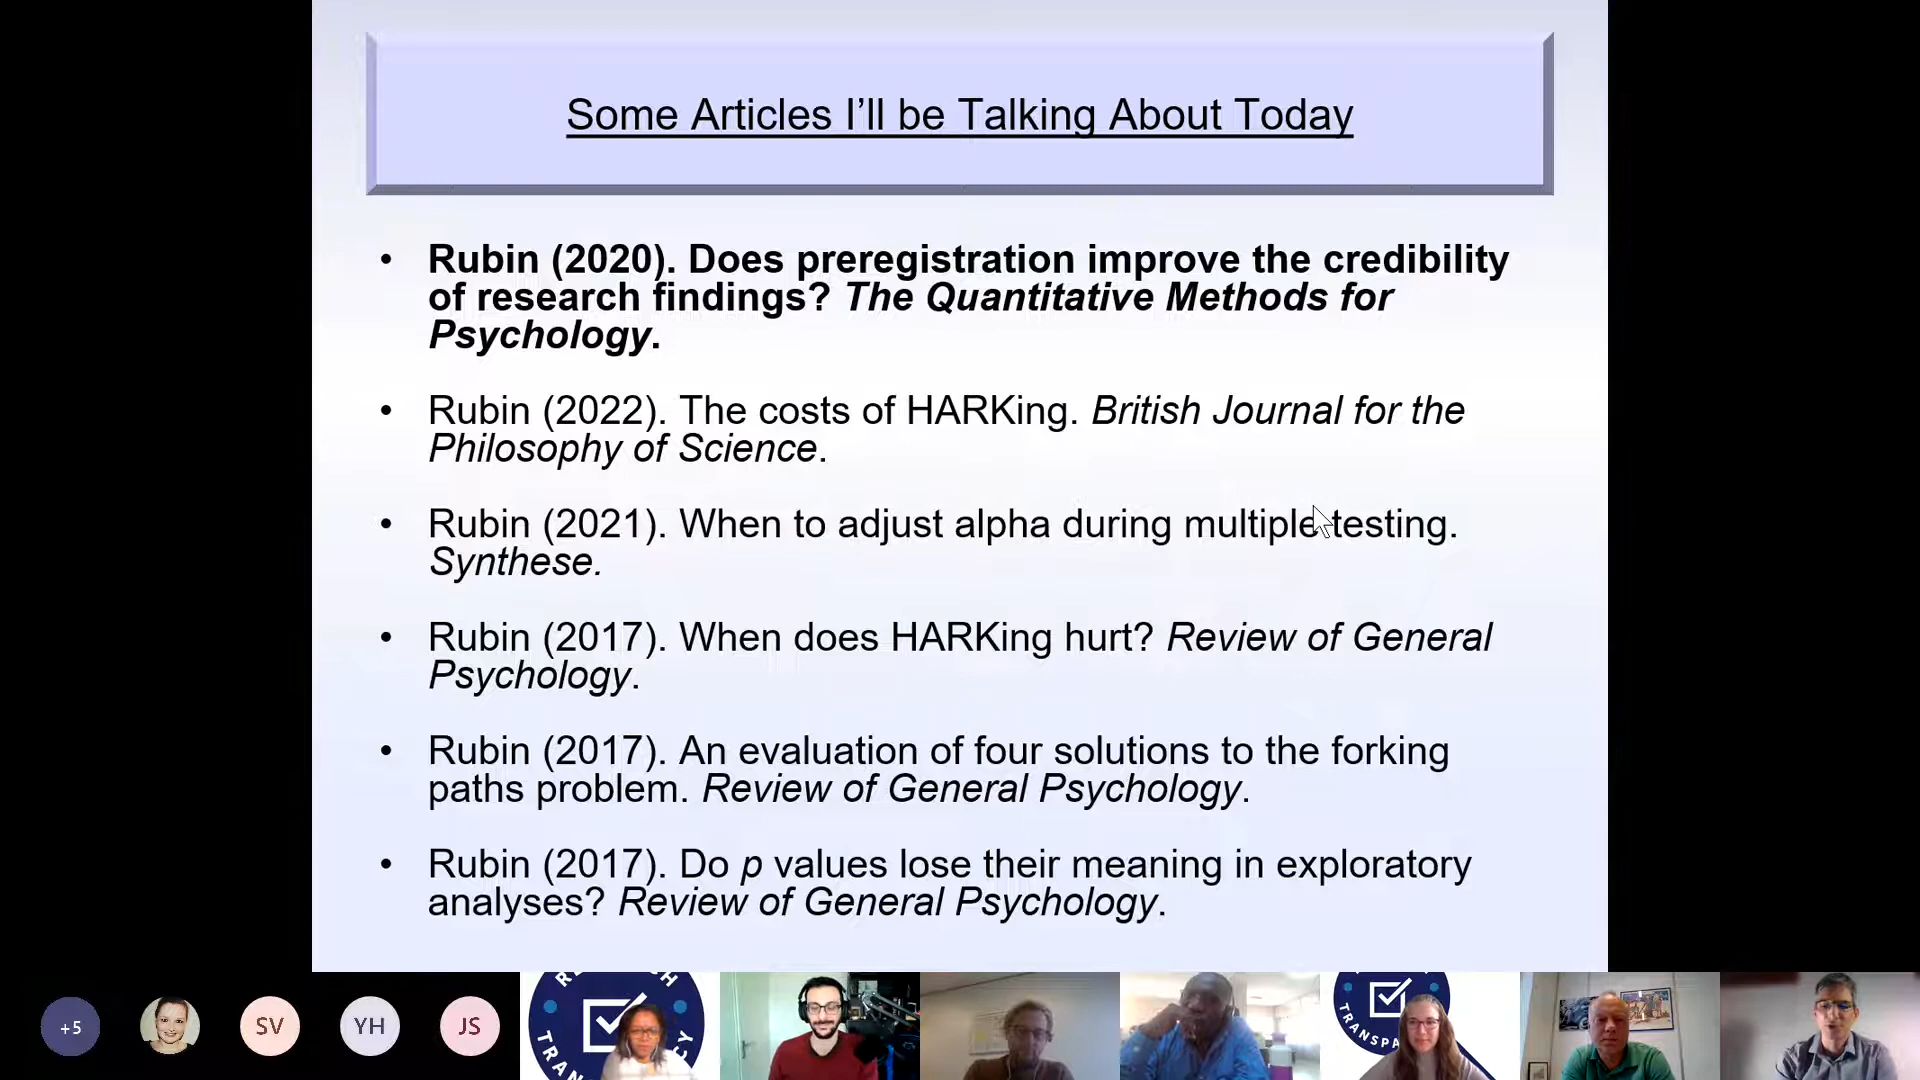 Some Articles I’ll be Talking About Today
• Rubin (2020). Does preregistration improve the credibility
of research findings? The Quantitative Methods for
Psychology.
• Rubin (2022). The costs of HARKing. British Journal for the
Philosophy of Science.
• Rubin (2021). When to adjust alpha during multiple testing.
Synthese.
• Rubin (2017). When does HARKing hurt? Review of General
Psychology.
• Rubin (2017). An evaluation of four solutions to the forking
paths problem. Review of General Psychology.
• Rubin (2017). Do p values lose their meaning in exploratory
analyses? Review of General Psychology.
+5
SV
YH
JS